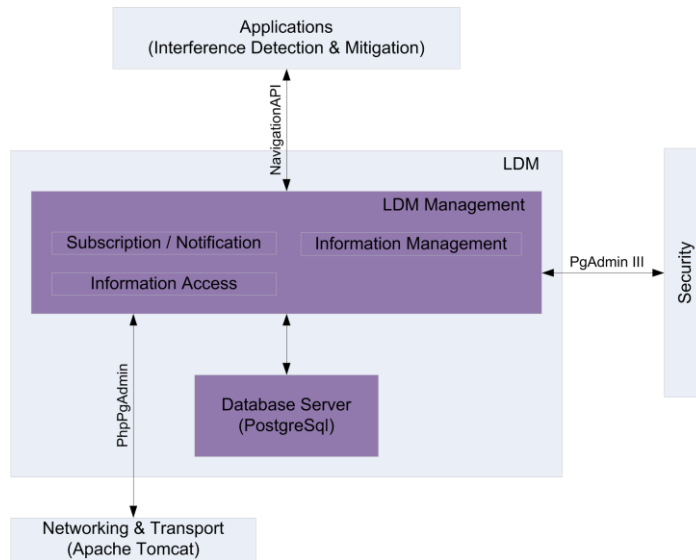 Applications
(Interference Detection & Mitigation)
NavigationAPI
LDM
LDM Management
Subscription / Notification
Information Management
Information Access
PgAdmin III
Security
PhpPgAdmin
Database Server
(PostgreSql)
Networking & Transport
(Apache Tomcat)